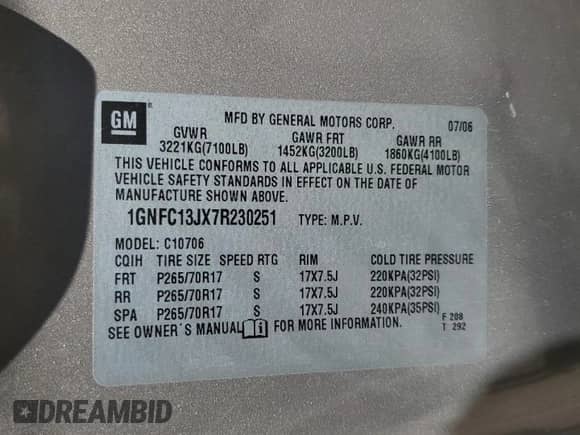 GM ®
MFD BY GENERAL MOTORS CORP. 07/06
GVWR GAWR FRT GAWR RR
3221KG(7100LB) 1452KG(3200LB) 1860KG(4100LB)
THIS VEHICLE CONFORMS TO ALL APPLICABLE U.S. FEDERAL MOTOR
VEHICLE SAFETY STANDARDS IN EFFECT ON THE DATE OF
MANUFACTURE SHOWN ABOVE.
1GNFC13JX7R230251 TYPE: M.P.V.
MODEL: C10706
CQIH TIRE SIZE SPEED RTG RIM COLD TIRE PRESSURE
FRT P265/70R17 S 17X7.5J 220KPA(32PSI)
RR P265/70R17 S 17X7.5J 220KPA(32PSI)
SPA P265/70R17 S 17X7.5J 240KPA(35PSI)
SEE OWNER´S MANUAL i FOR MORE INFORMATION. F 208
T 292
DREAMBID